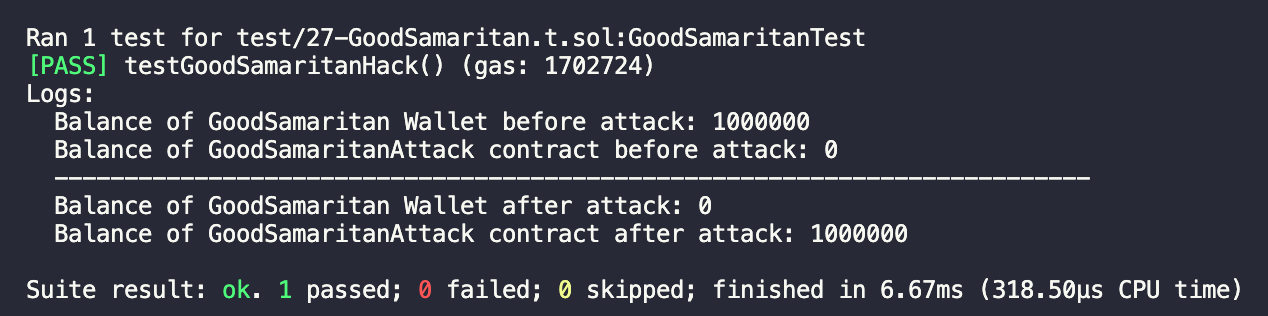 Ran 1 test for test/27-GoodSamaritan.t.sol:GoodSamaritanTest
[PASS] testGoodSamaritanHack() (gas: 1702724)
Logs:
  Balance of GoodSamaritan Wallet before attack: 1000000
  Balance of GoodSamaritanAttack contract before attack: 0
  --------------------------------------------------------------------------
  Balance of GoodSamaritan Wallet after attack: 0
  Balance of GoodSamaritanAttack contract after attack: 1000000
Suite result: ok. 1 passed; 0 failed; 0 skipped; finished in 6.67ms (318.50µs CPU time)